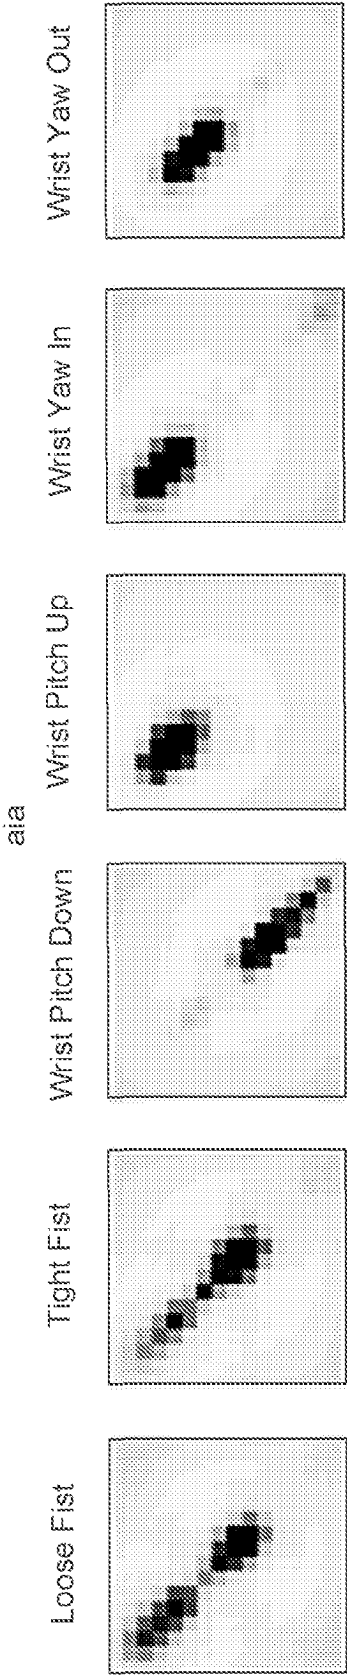 aia
Loose Fist
Tight Fist
Wrist Pitch Down
Wrist Pitch Up
Wrist Yaw In
Wrist Yaw Out